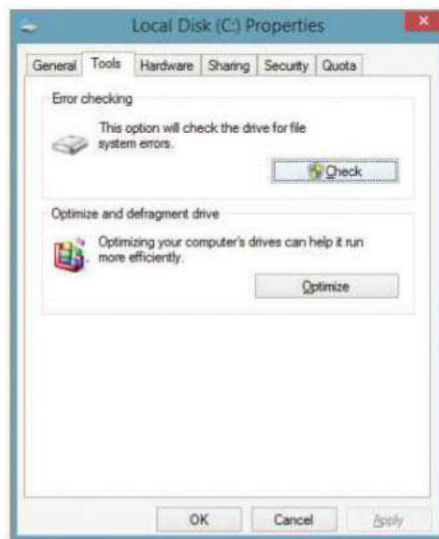 Local Disk (C:) Properties
General Tools Hardware Sharing Security Quota
Error checking
This option will check the drive for file
system errors.
Check
Optimize and defragment drive
Optimizing your computer's drives can help it run
more efficiently.
Optimize
OK Cancel Apply